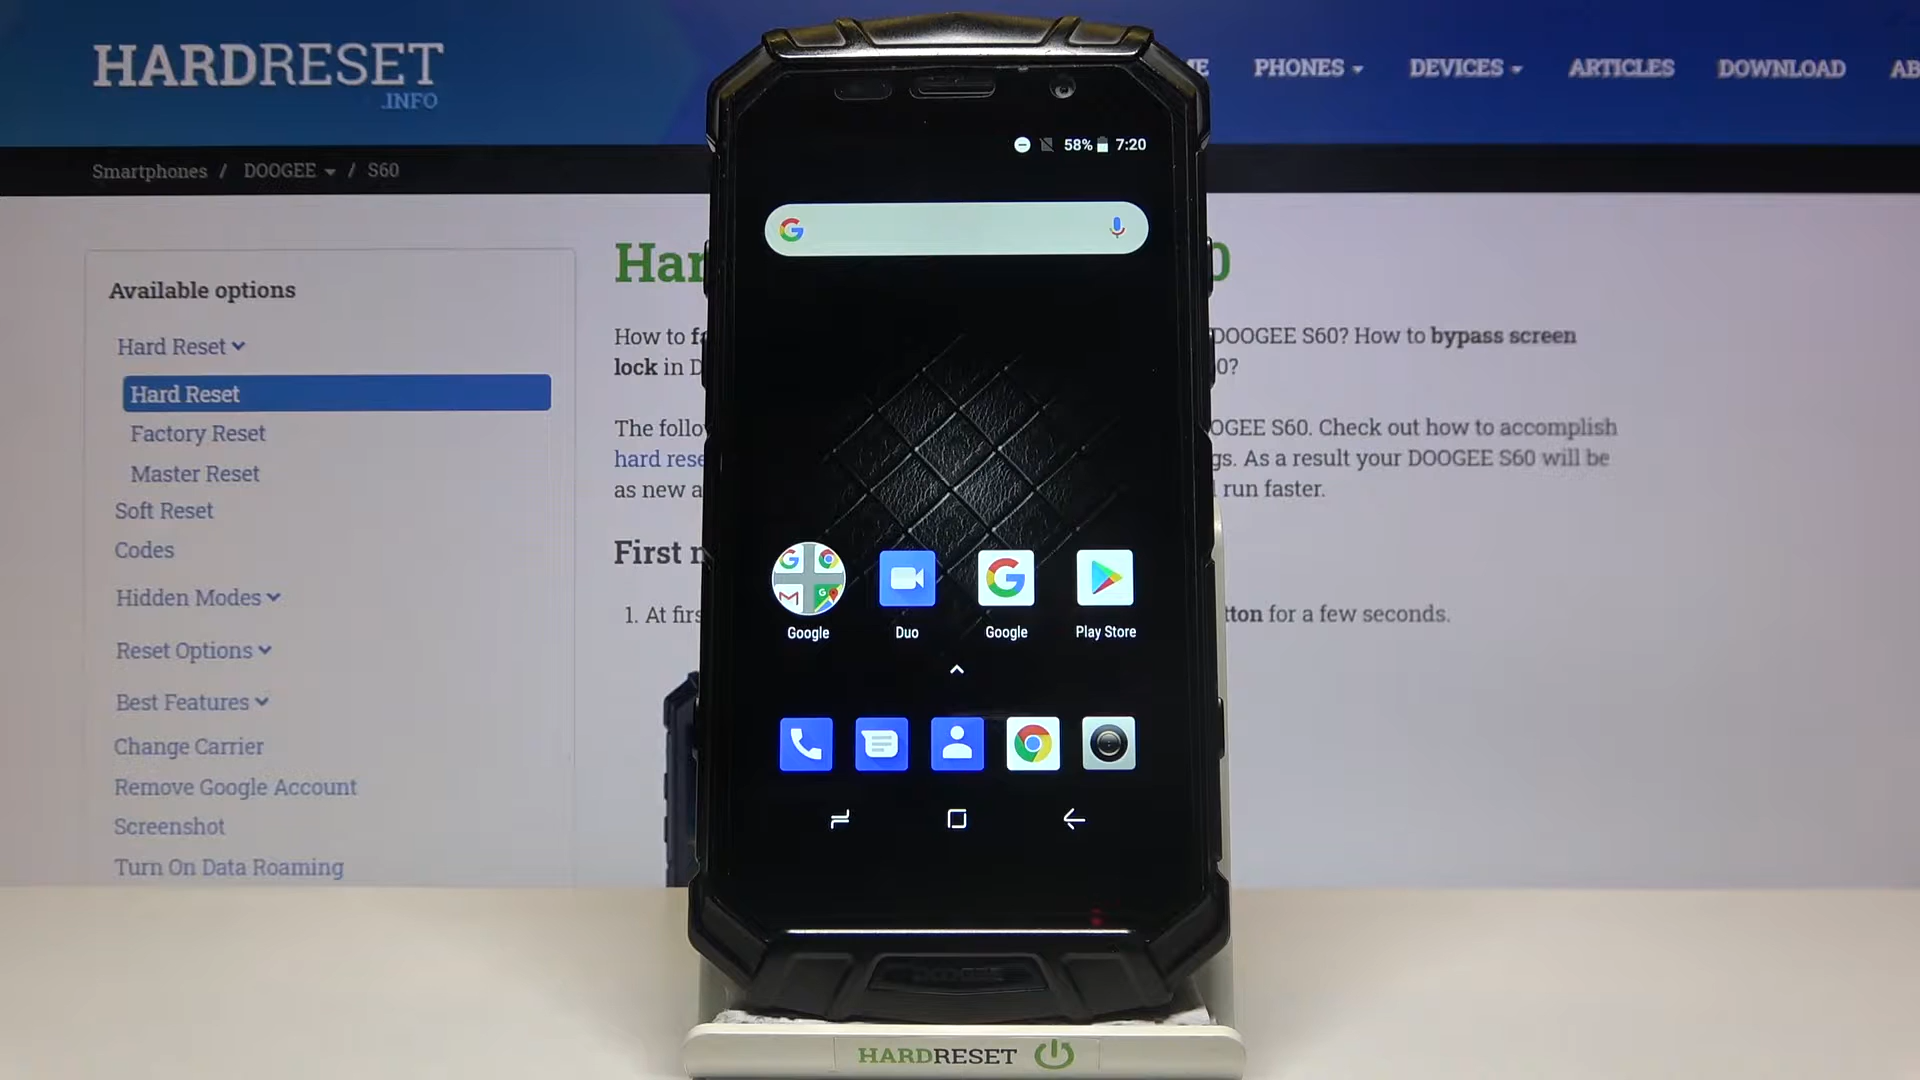 HARDRESET
.INFO
PHONES
DEVICES
ARTICLES
DOWNLOAD
Smartphones / DOOGEE / S60
Available options
Hard Reset
Hard Reset
Factory Reset
Master Reset
Soft Reset
Codes
Hidden Modes
Reset Options
Best Features
Change Carrier
Remove Google Account
Screenshot
Turn On Data Roaming
How to
DOOGEE S60? How to bypass screen
lock in
The
S60. Check out how to accomplish
hard
As a result your DOOGEE S60 will be
as new
run faster.
First
1. At
for a few seconds.
58% 7:20
Google
Duo
Google
Play Store
DOOGEE
HARDRESET